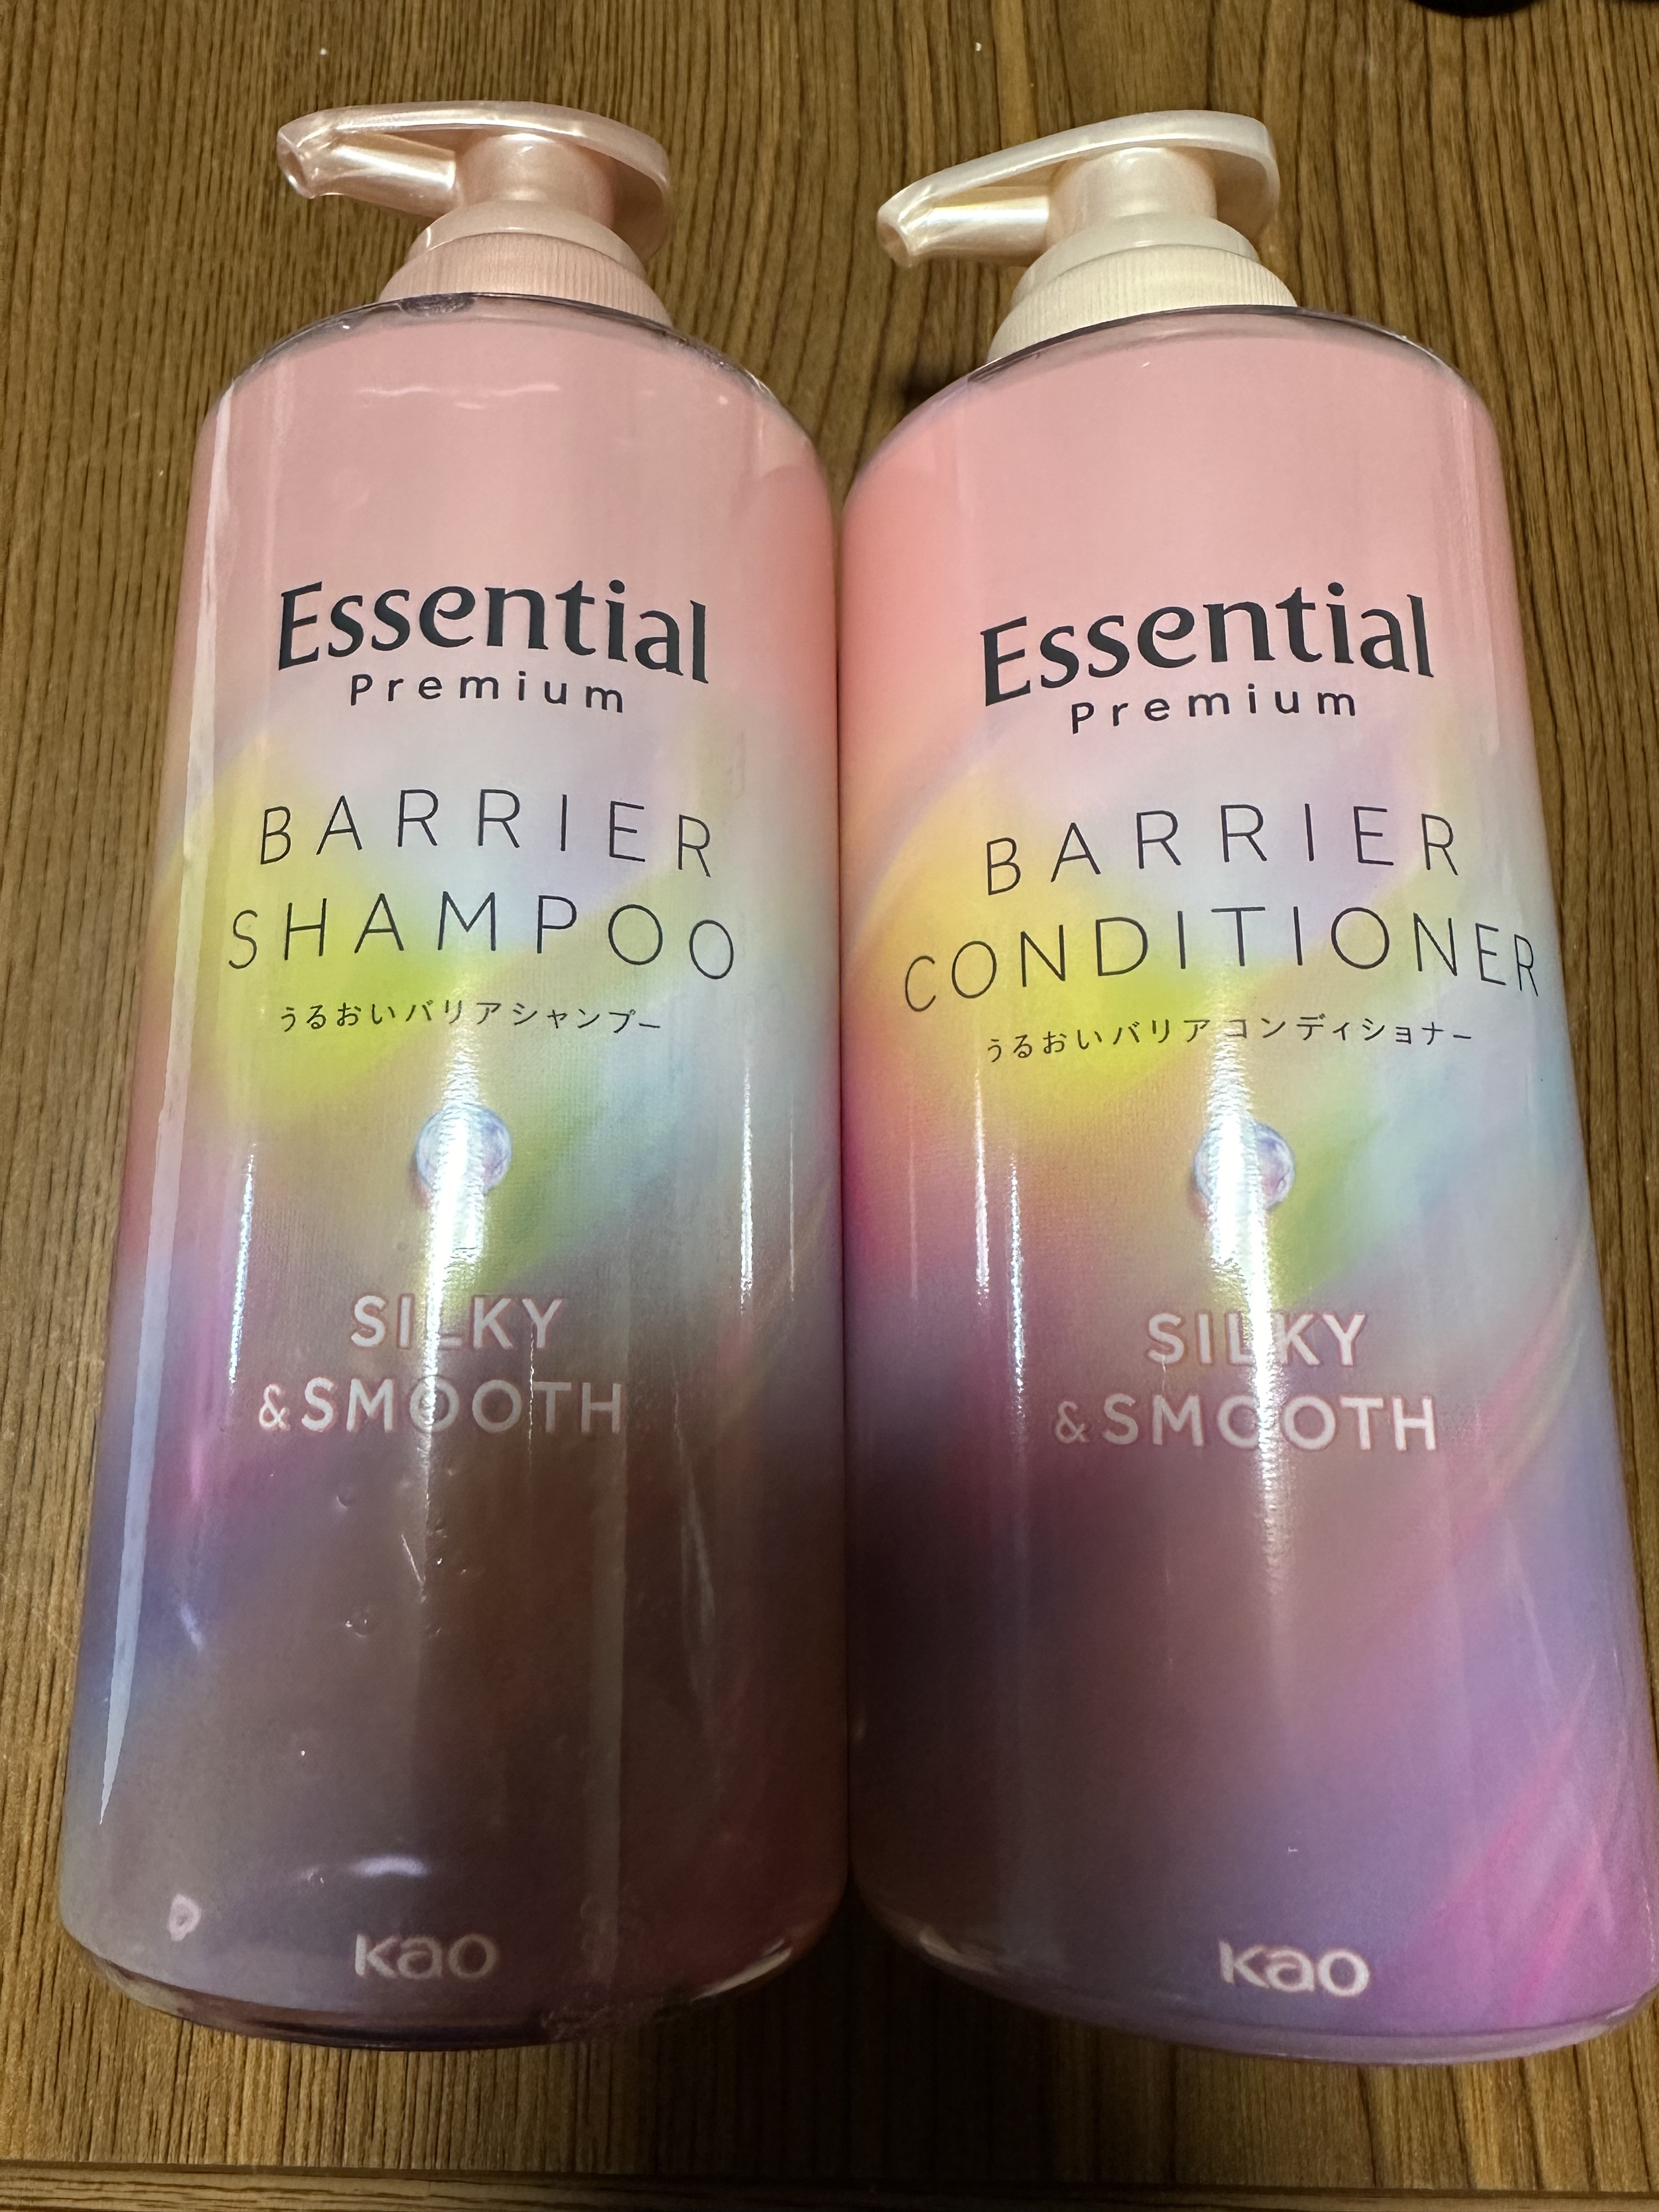 Essential
Premium
BARRIER
SHAMPOO
うるおいバリアシャンプー
SILKY
&SMOOTH
Kao
Essential
Premium
BARRIER
CONDITIONER
うるおいバリアコンディショナー
SILKY
&SMOOTH
Kao